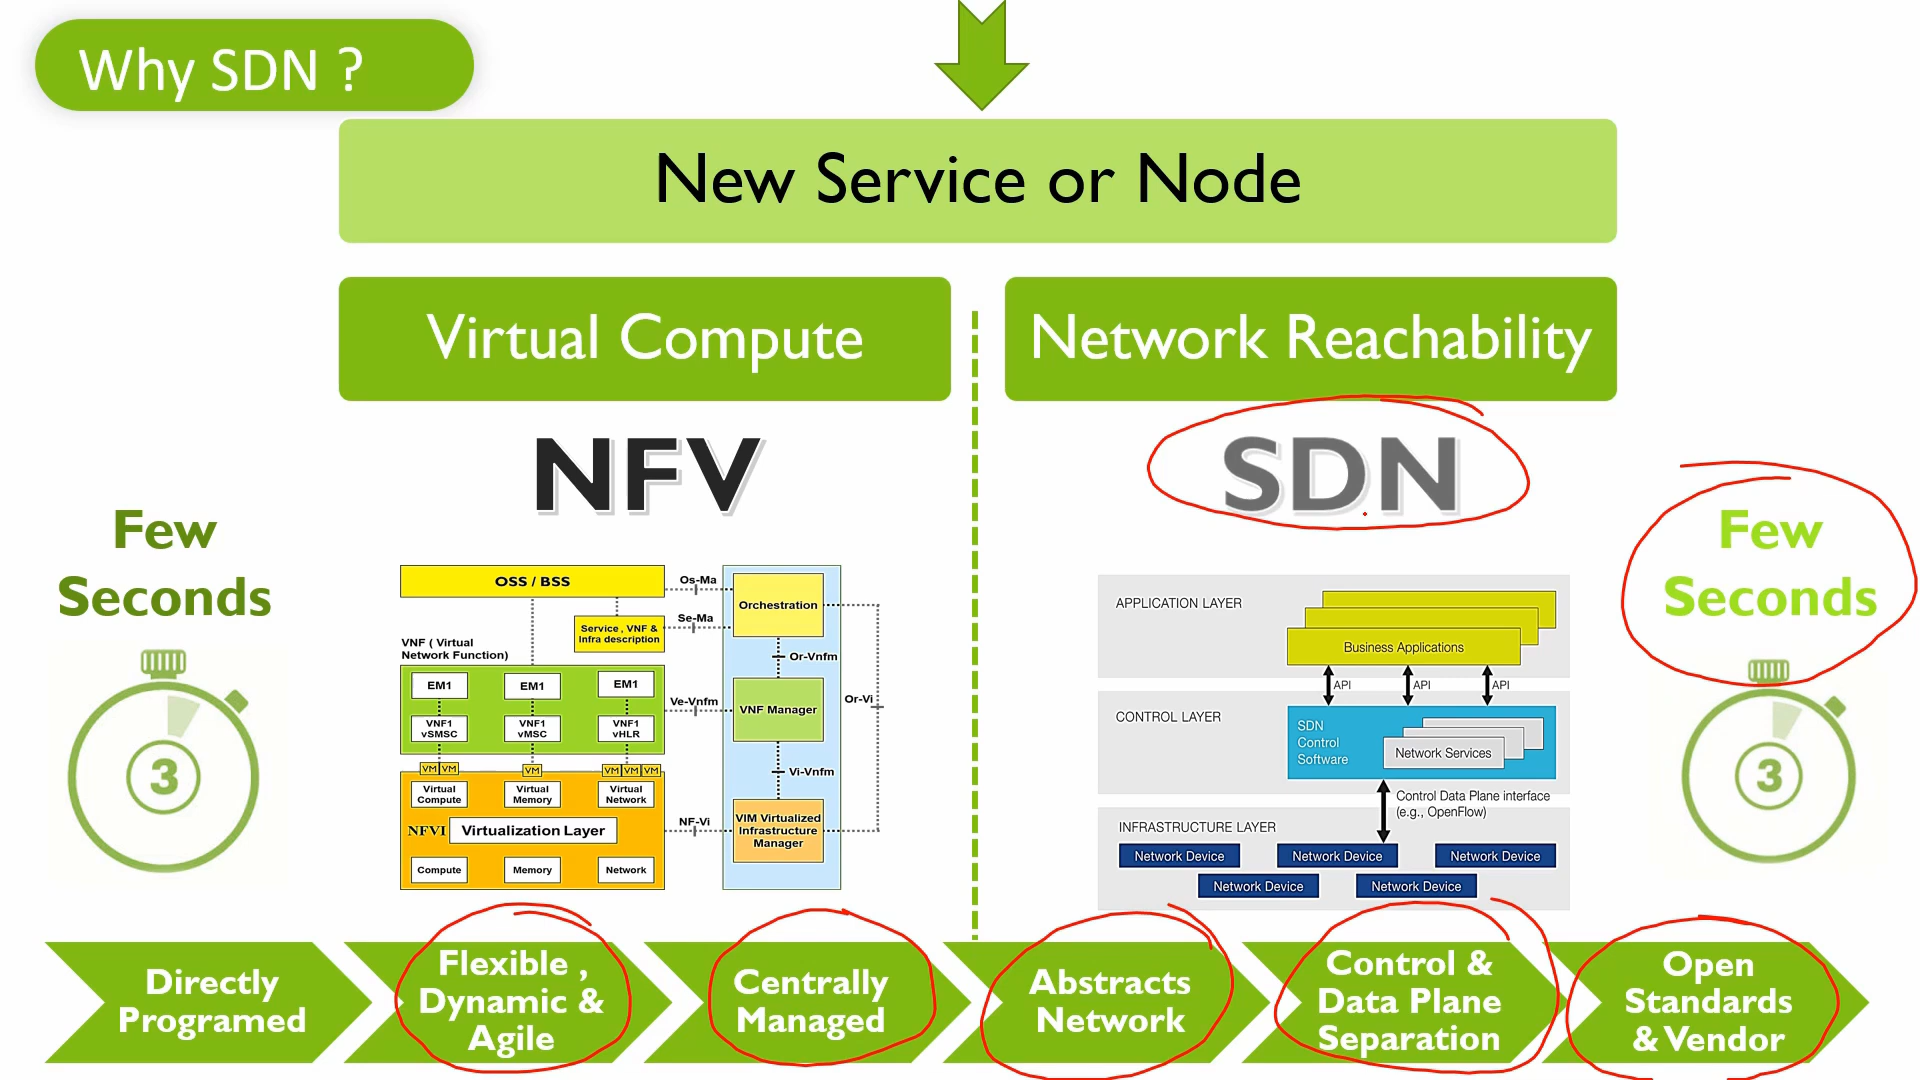 Why SDN ?
New Service or Node
Virtual Compute
Network Reachability
NFV
SDN
Few
Seconds
3
OSS / BSS
Os-Ma
Orchestration
Service , VNF &
Infra description
Se-Ma
VNF ( Virtual
Network Function)
Or-Vnfm
EM1
EM1
EM1
Ve-Vnfm
VNF Manager
Or-Vi
VNF1
vSMSC
VNF1
vMSC
VNF1
vHLR
VM VM
VM
VM VM VM
Vi-Vnfm
Virtual
Compute
Virtual
Memory
Virtual
Network
NFVI
Virtualization Layer
NF-Vi
VIM Virtualized
Infrastructure
Manager
Compute
Memory
Network
APPLICATION LAYER
Business Applications
API
API
API
CONTROL LAYER
SDN
Control
Software
Network Services
Control Data Plane interface
(e.g., OpenFlow)
INFRASTRUCTURE LAYER
Network Device
Network Device
Network Device
Network Device
Network Device
Few
Seconds
3
Directly
Programed
Flexible ,
Dynamic &
Agile
Centrally
Managed
Abstracts
Network
Control &
Data Plane
Separation
Open
Standards
& Vendor